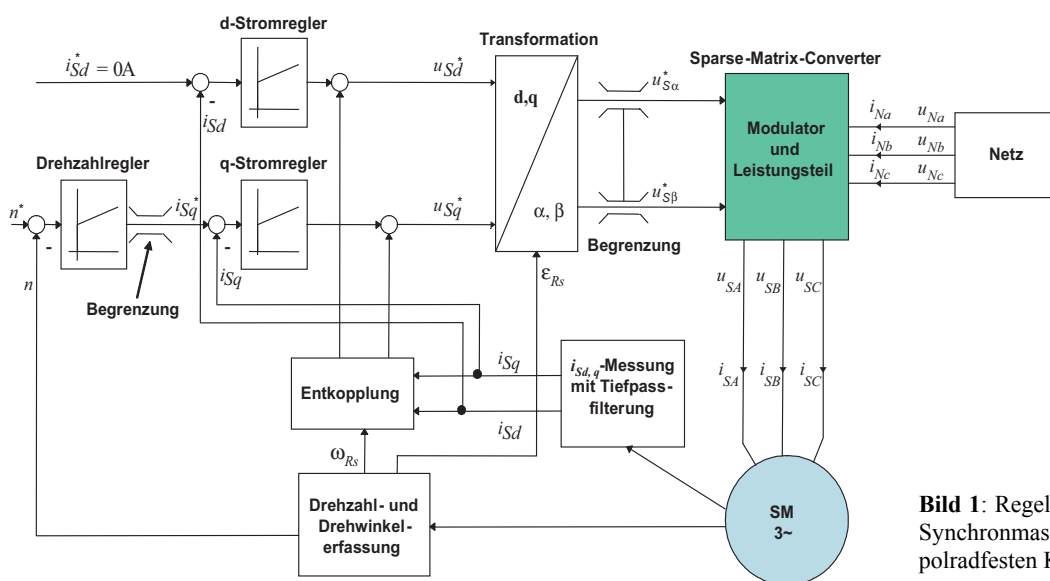 d-Stromregler
Transformation
Sparse-Matrix-Converter
i*Sd = 0A
-
iSd
u*Sd
d,q
α, β
u*Sα
u*Sβ
Begrenzung
Modulator
und
Leistungsteil
iNa
uNa
iNb
uNb
iNc
uNc
Netz
Drehzahlregler
q-Stromregler
n*
-
n
i*Sq
-
iSq
u*Sq
Begrenzung
εRs
uSA
uSB
uSC
iSA
iSB
iSC
Entkopplung
iSq
iSd
iSd, q-Messung
mit Tiefpass-
filterung
ωRs
Drehzahl- und
Drehwinkel-
erfassung
SM
3~
Bild 1: Regel
Synchronmas
polradfesten K